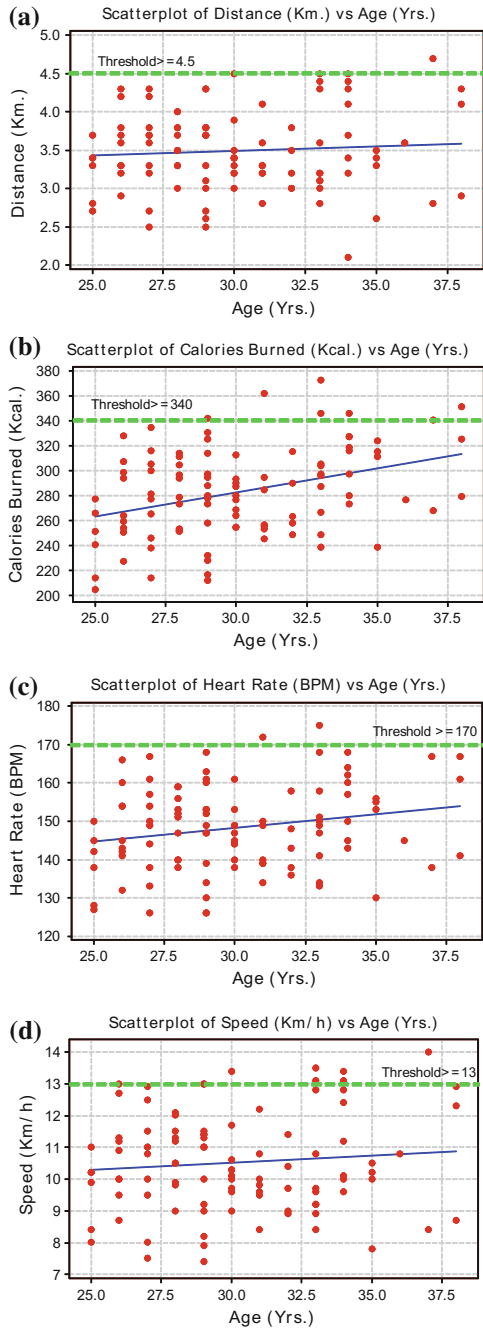 (a)
Scatterplot of Distance (Km.) vs Age (Yrs.)
5.0
Threshold>= 4.5
4.5
4.0
3.5
3.0
2.5
2.0
Distance (Km.)
25.0 27.5 30.0 32.5 35.0 37.5
Age (Yrs.)
(b)
Scatterplot of Calories Burned (Kcal.) vs Age (Yrs.)
380
360
Threshold>= 340
340
320
300
280
260
240
220
200
Calories Burned (Kcal.)
25.0 27.5 30.0 32.5 35.0 37.5
Age (Yrs.)
(c)
Scatterplot of Heart Rate (BPM) vs Age (Yrs.)
180
Threshold >= 170
170
160
150
140
130
120
Heart Rate (BPM)
25.0 27.5 30.0 32.5 35.0 37.5
Age (Yrs.)
(d)
Scatterplot of Speed (Km/ h) vs Age (Yrs.)
14
Threshold>= 13
13
12
11
10
9
8
7
Speed (Km/ h)
25.0 27.5 30.0 32.5 35.0 37.5
Age (Yrs.)